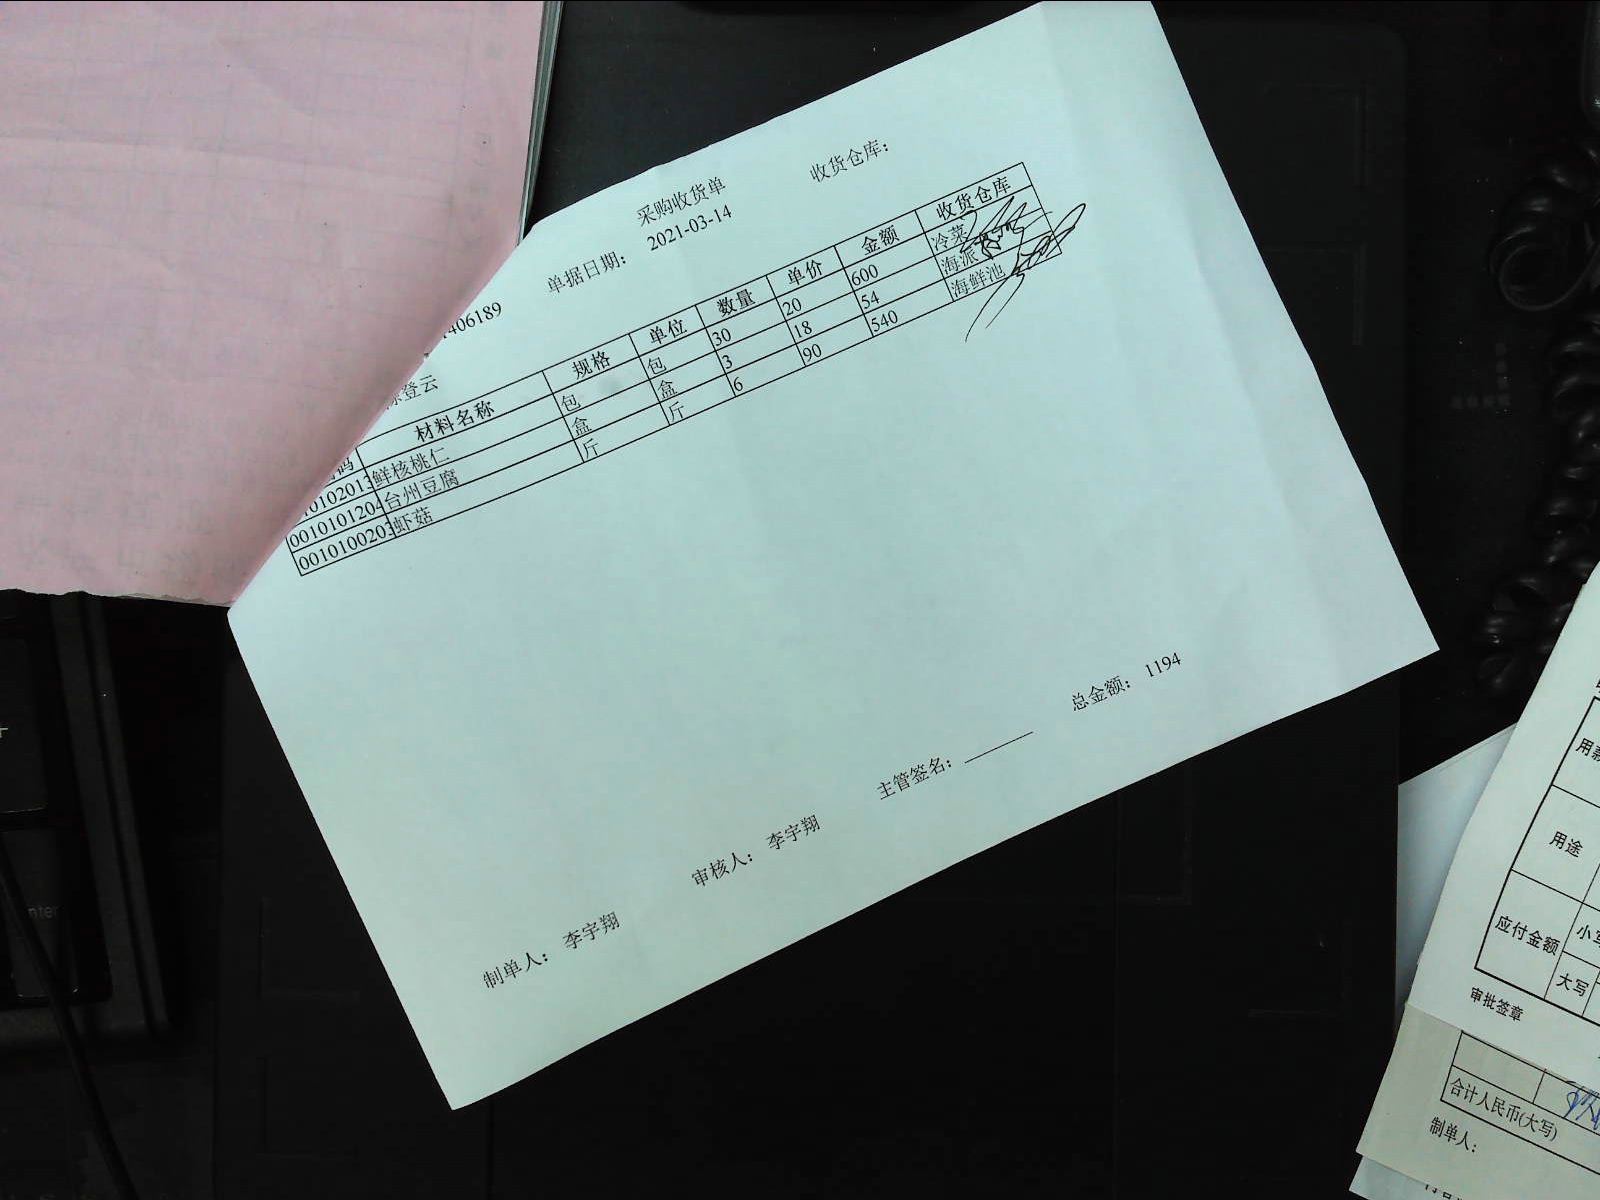 采购收货单
收货仓库：
单据日期： 2021-03-14
406189
登云
材料名称 规格 单位 数量 单价 金额 收货仓库
0102013 鲜核桃仁 包 包 30 20 600 冷菜
0010101204 台州豆腐 盒 盒 3 18 54 海派
0010100203 虾菇 斤 斤 6 90 540 海鲜池
制单人： 李宇翔 审核人： 李宇翔 主管签名： 总金额： 1194
用途
应付金额
大写
审批签章
合计人民币(大写)
制单人：